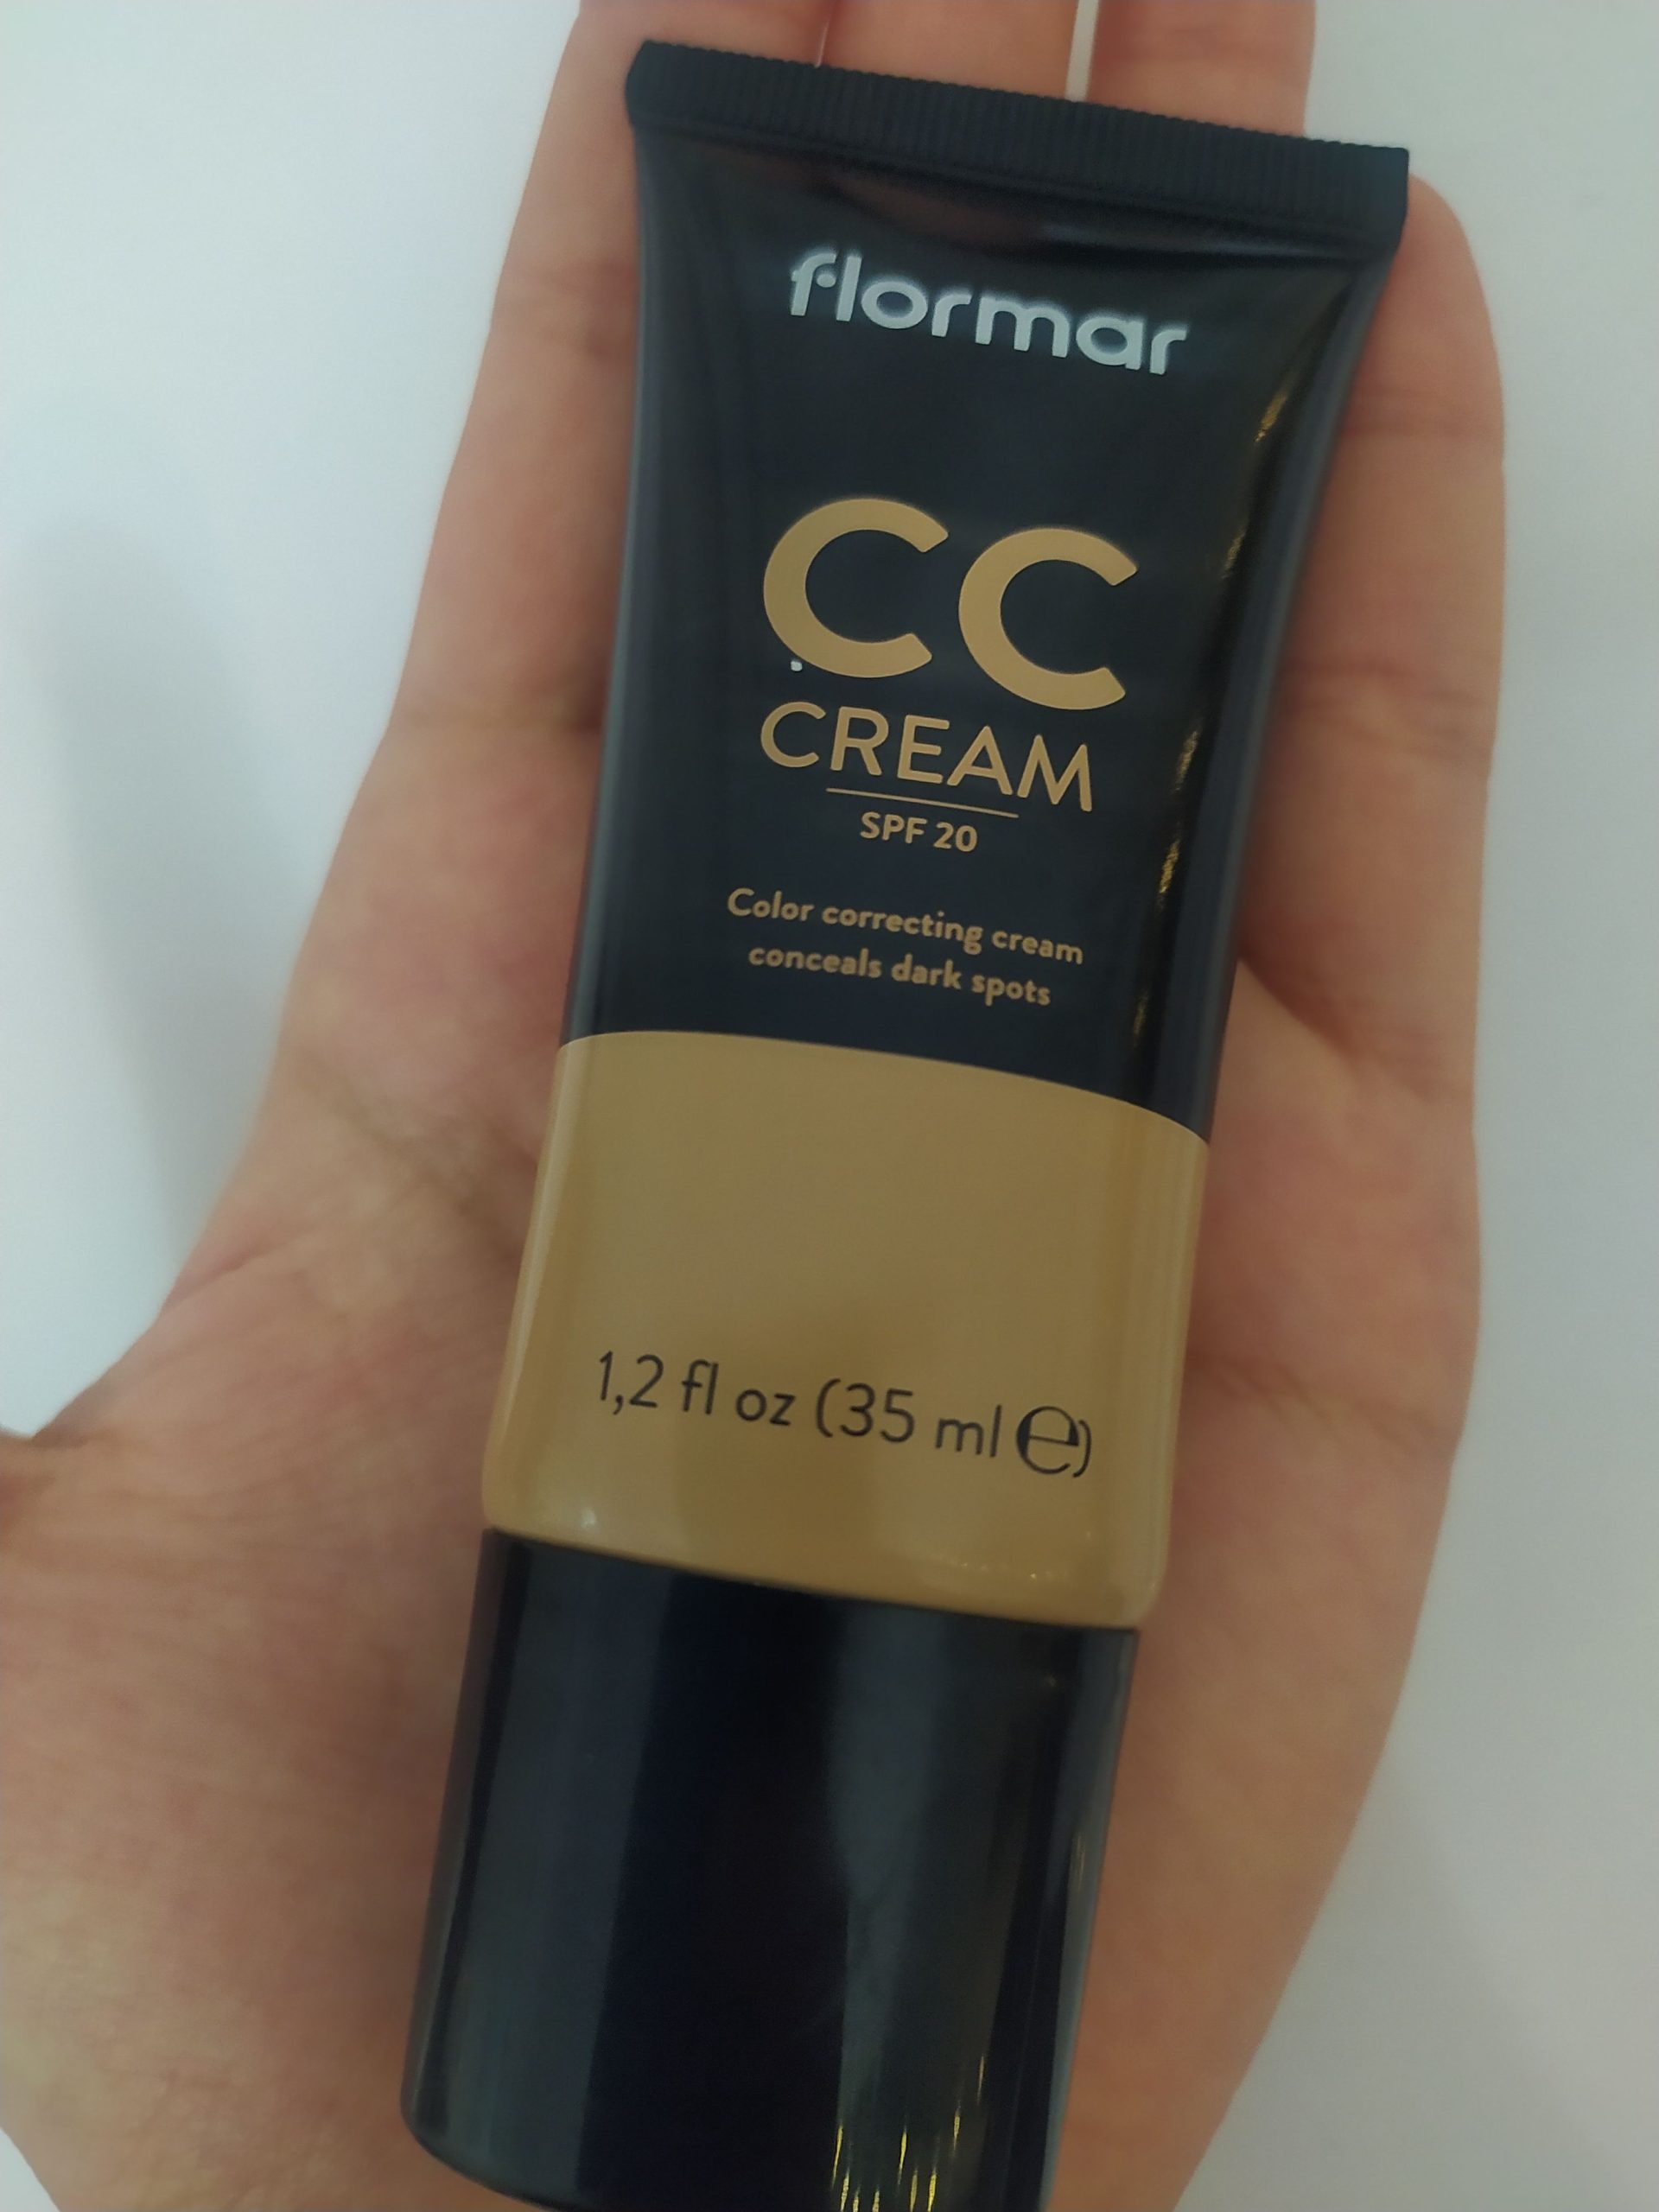 flormar
CC
CREAM
SPF 20
Color correcting cream
conceals dark spots
1,2 fl oz (35 ml ℮)